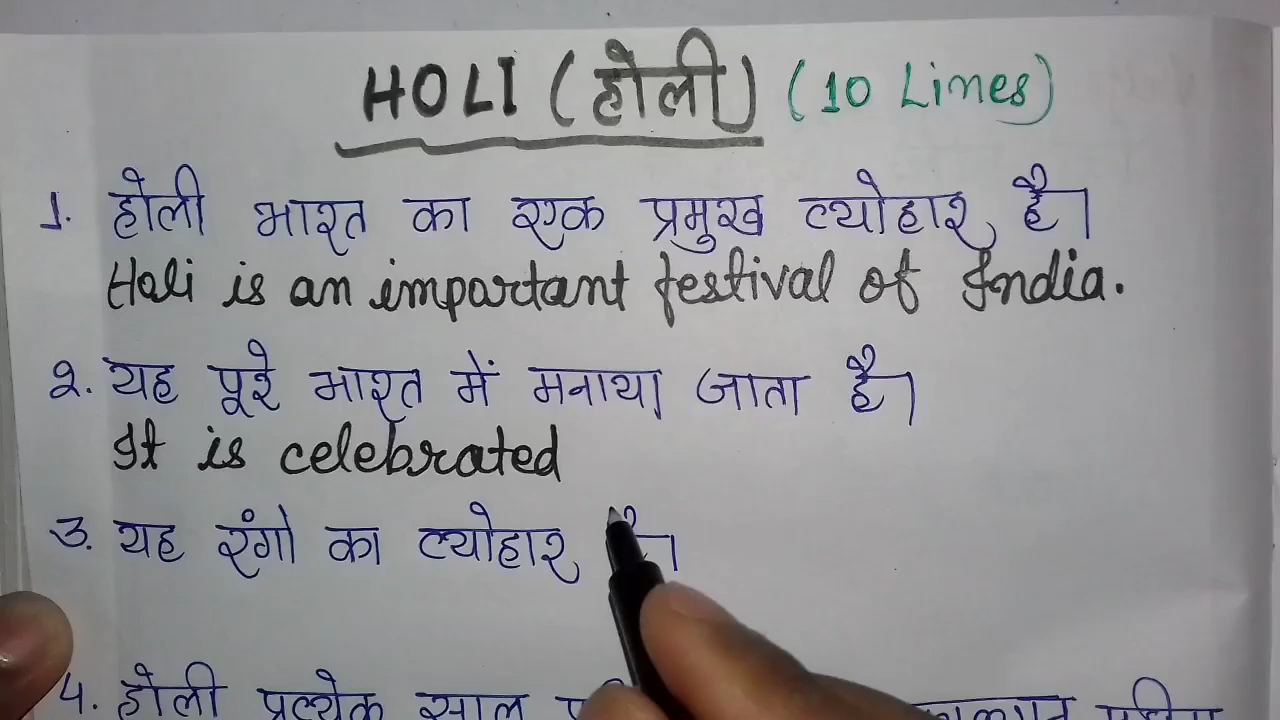 HOLI (होली) (10 Lines)
1. होली भारत का एक प्रमुख त्योहार है।
Holi is an important festival of India.
2. यह पूरे भारत में मनाया जाता है।
It is celebrated
3. यह रंगो का त्योहार है।
4. होली प्रत्येक साल